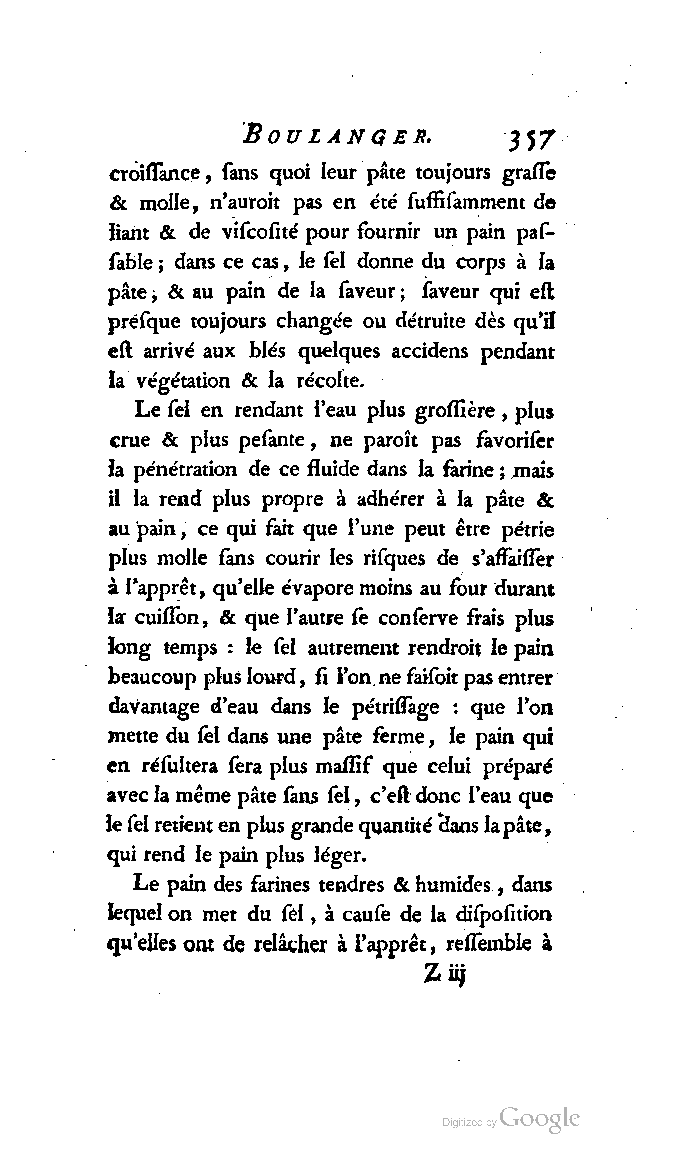 BOULANGER. 357
croiſſance, ſans quoi leur pâte toujours graſſe
& molle, n'auroit pas en été ſuffiſamment de
liant & de viſcoſité pour fournir un pain paſ-
ſable; dans ce cas, le ſel donne du corps à la
pâte, & au pain de la ſaveur; ſaveur qui eſt
préſque toujours changée ou détruite dès qu'il
eſt arrivé aux blés quelques accidens pendant
la végétation & la récolte.
Le ſel en rendant l'eau plus groſſière, plus
crue & plus peſante, ne paroît pas favoriſer
la pénétration de ce fluide dans la farine; mais
il la rend plus propre à adhérer à la pâte &
au pain, ce qui fait que l'une peut être pétrie
plus molle ſans courir les riſques de s'affaiſſer
à l'apprêt, qu'elle évapore moins au four durant
la cuiſſon, & que l'autre ſe conſerve frais plus
long temps : le ſel autrement rendroit le pain
beaucoup plus lourd, ſi l'on ne faiſoit pas entrer
davantage d'eau dans le pétriſſage : que l'on
mette du ſel dans une pâte ferme, le pain qui
en réſultera ſera plus maſſif que celui préparé
avec la même pâte ſans ſel, c'eſt donc l'eau que
le ſel retient en plus grande quantité dans la pâte,
qui rend le pain plus léger.
Le pain des farines tendres & humides, dans
lequel on met du ſel, à cauſe de la diſpoſition
qu'elles ont de relâcher à l'apprêt, reſſemble à
Z iij
Digitized by Google